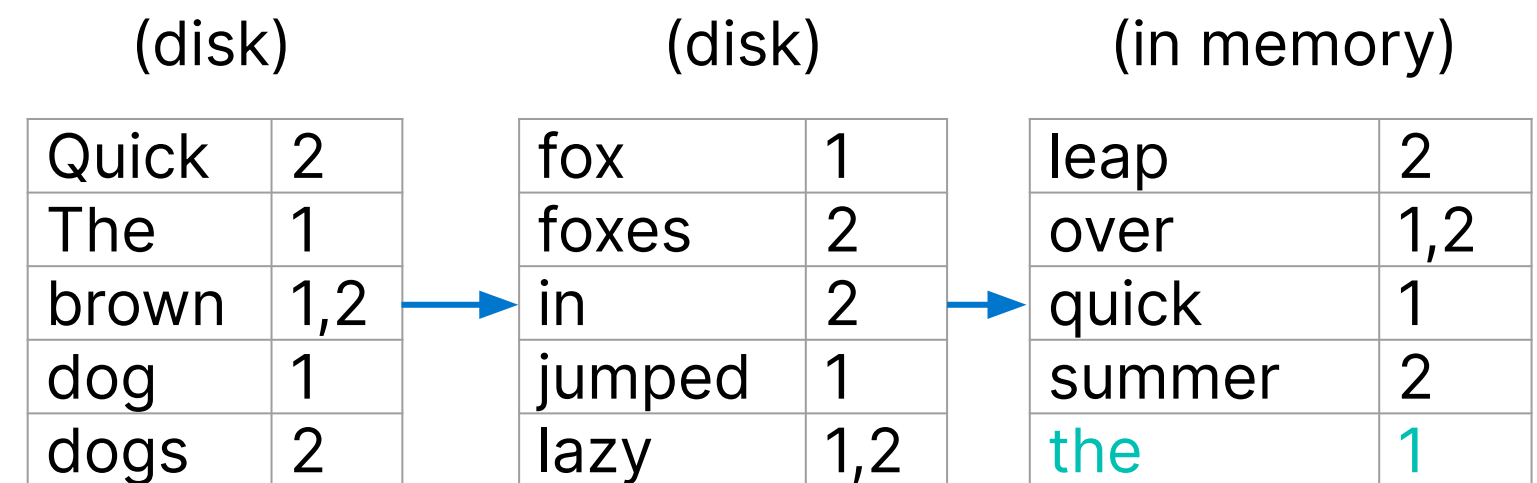 (disk) (disk) (in memory)
Quick 2 fox 1 leap 2
The 1 foxes 2 over 1,2
brown 1,2 in 2 quick 1
dog 1 jumped 1 summer 2
dogs 2 lazy 1,2 the 1